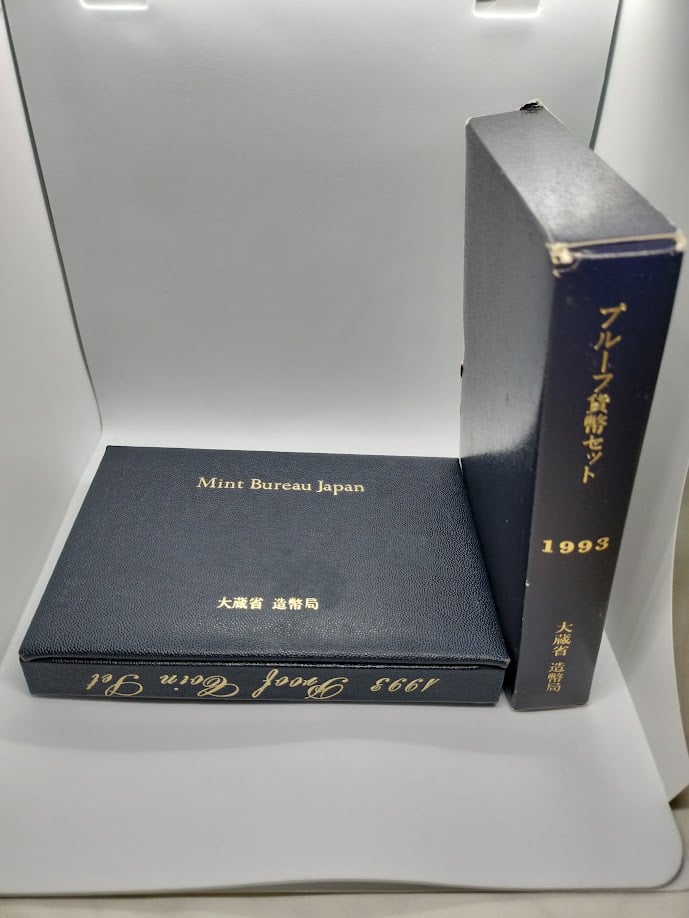 Mint Bureau Japan
大蔵省 造幣局
1993 Proof Coin Set
プルーフ貨幣セット
1993
大蔵省 造幣局